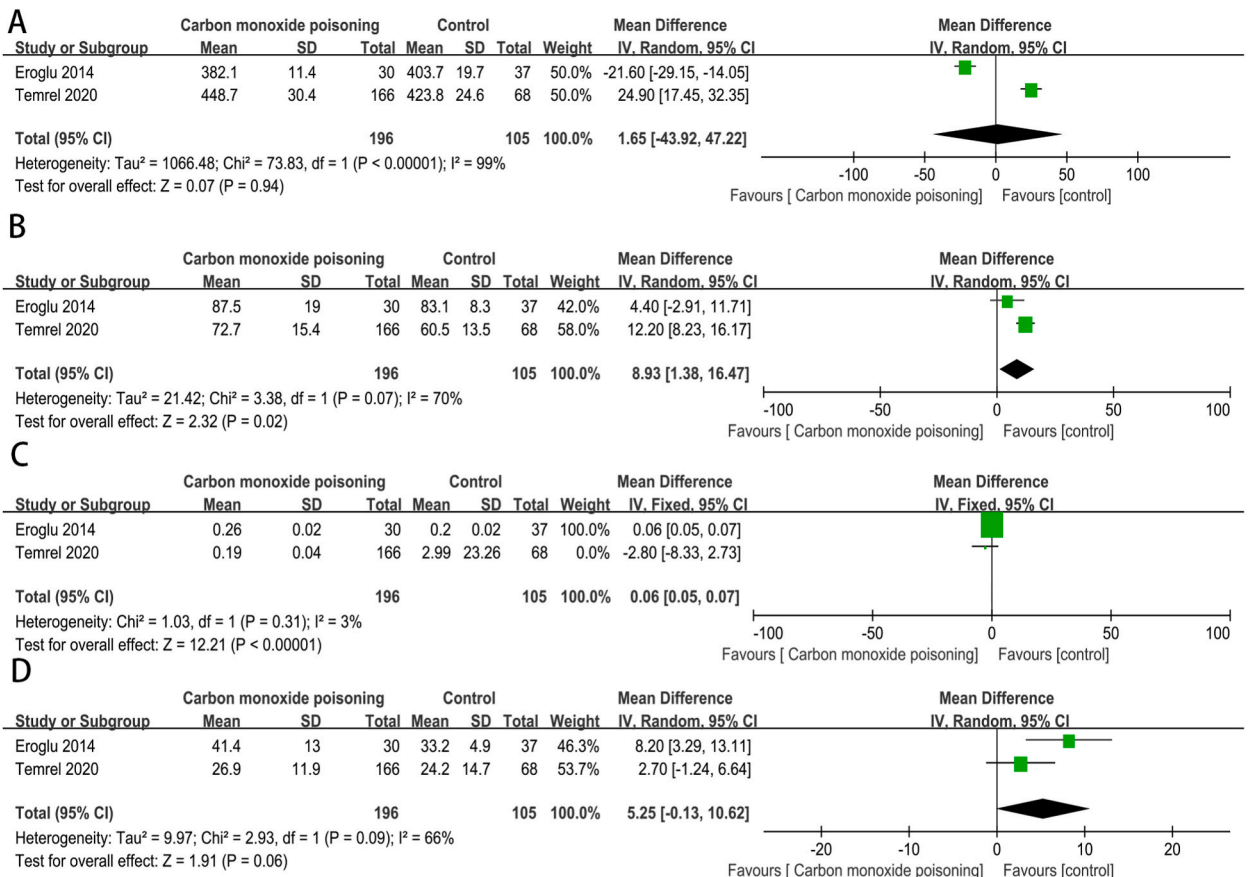 A
Carbon monoxide poisoning Control Mean Difference Mean Difference
Study or Subgroup Mean SD Total Mean SD Total Weight IV, Random, 95% CI IV, Random, 95% CI
Eroglu 2014 382.1 11.4 30 403.7 19.7 37 50.0% -21.60 [-29.15, -14.05]
Temrel 2020 448.7 30.4 166 423.8 24.6 68 50.0% 24.90 [17.45, 32.35]
Total (95% CI) 196 105 100.0% 1.65 [-43.92, 47.22]
Heterogeneity: Tau² = 1066.48; Chi² = 73.83, df = 1 (P < 0.00001); I² = 99%
Test for overall effect: Z = 0.07 (P = 0.94)
-100 -50 0 50 100
Favours [ Carbon monoxide poisoning] Favours [control]
B
Carbon monoxide poisoning Control Mean Difference Mean Difference
Study or Subgroup Mean SD Total Mean SD Total Weight IV, Random, 95% CI IV, Random, 95% CI
Eroglu 2014 87.5 19 30 83.1 8.3 37 42.0% 4.40 [-2.91, 11.71]
Temrel 2020 72.7 15.4 166 60.5 13.5 68 58.0% 12.20 [8.23, 16.17]
Total (95% CI) 196 105 100.0% 8.93 [1.38, 16.47]
Heterogeneity: Tau² = 21.42; Chi² = 3.38, df = 1 (P = 0.07); I² = 70%
Test for overall effect: Z = 2.32 (P = 0.02)
-100 -50 0 50 100
Favours [ Carbon monoxide poisoning] Favours [control]
C
Carbon monoxide poisoning Control Mean Difference Mean Difference
Study or Subgroup Mean SD Total Mean SD Total Weight IV, Fixed, 95% CI IV, Fixed, 95% CI
Eroglu 2014 0.26 0.02 30 0.2 0.02 37 100.0% 0.06 [0.05, 0.07]
Temrel 2020 0.19 0.04 166 2.99 23.26 68 0.0% -2.80 [-8.33, 2.73]
Total (95% CI) 196 105 100.0% 0.06 [0.05, 0.07]
Heterogeneity: Chi² = 1.03, df = 1 (P = 0.31); I² = 3%
Test for overall effect: Z = 12.21 (P < 0.00001)
-100 -50 0 50 100
Favours [ Carbon monoxide poisoning] Favours [control]
D
Carbon monoxide poisoning Control Mean Difference Mean Difference
Study or Subgroup Mean SD Total Mean SD Total Weight IV, Random, 95% CI IV, Random, 95% CI
Eroglu 2014 41.4 13 30 33.2 4.9 37 46.3% 8.20 [3.29, 13.11]
Temrel 2020 26.9 11.9 166 24.2 14.7 68 53.7% 2.70 [-1.24, 6.64]
Total (95% CI) 196 105 100.0% 5.25 [-0.13, 10.62]
Heterogeneity: Tau² = 9.97; Chi² = 2.93, df = 1 (P = 0.09); I² = 66%
Test for overall effect: Z = 1.91 (P = 0.06)
-20 -10 0 10 20
Favours [ Carbon monoxide poisoning] Favours [control]